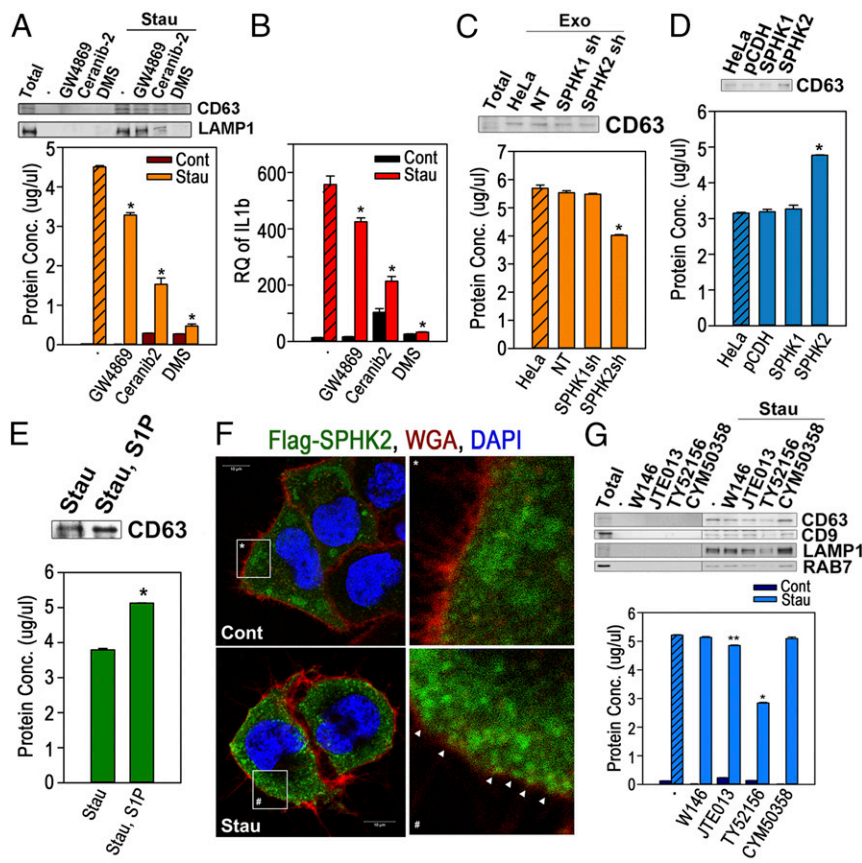 A
Stau
Total
-
GW4869
Ceranib-2
DMS
-
GW4869
Ceranib-2
DMS
CD63
LAMP1
Protein Conc. (ug/ul)
5
4
3
2
1
0
Cont
Stau
*
*
*
-
GW4869
Ceranib2
DMS
B
RQ of IL1b
600
400
200
0
Cont
Stau
*
*
*
-
GW4869
Ceranib2
DMS
C
Exo
Total
HeLa
NT
SPHK1 sh
SPHK2 sh
CD63
Protein Conc. (ug/ul)
7
6
5
4
3
2
1
0
*
HeLa
NT
SPHK1sh
SPHK2sh
D
HeLa
pCDH
SPHK1
SPHK2
CD63
Protein Conc. (ug/ul)
6
5
4
3
2
1
0
*
HeLa
pCDH
SPHK1
SPHK2
E
Stau
Stau, S1P
CD63
Protein Conc. (ug/ul)
6
5
4
3
2
1
0
*
Stau
Stau, S1P
F
Flag-SPHK2, WGA, DAPI
10 μm
*
Cont
*
#
10 μm
Stau
#
G
Stau
Total
-
W146
JTE013
TY52156
CYM50358
-
W146
JTE013
TY52156
CYM50358
CD63
CD9
LAMP1
RAB7
Cont
Stau
Protein Conc. (ug/ul)
6
5
4
3
2
1
0
**
*
-
W146
JTE013
TY52156
CYM50358